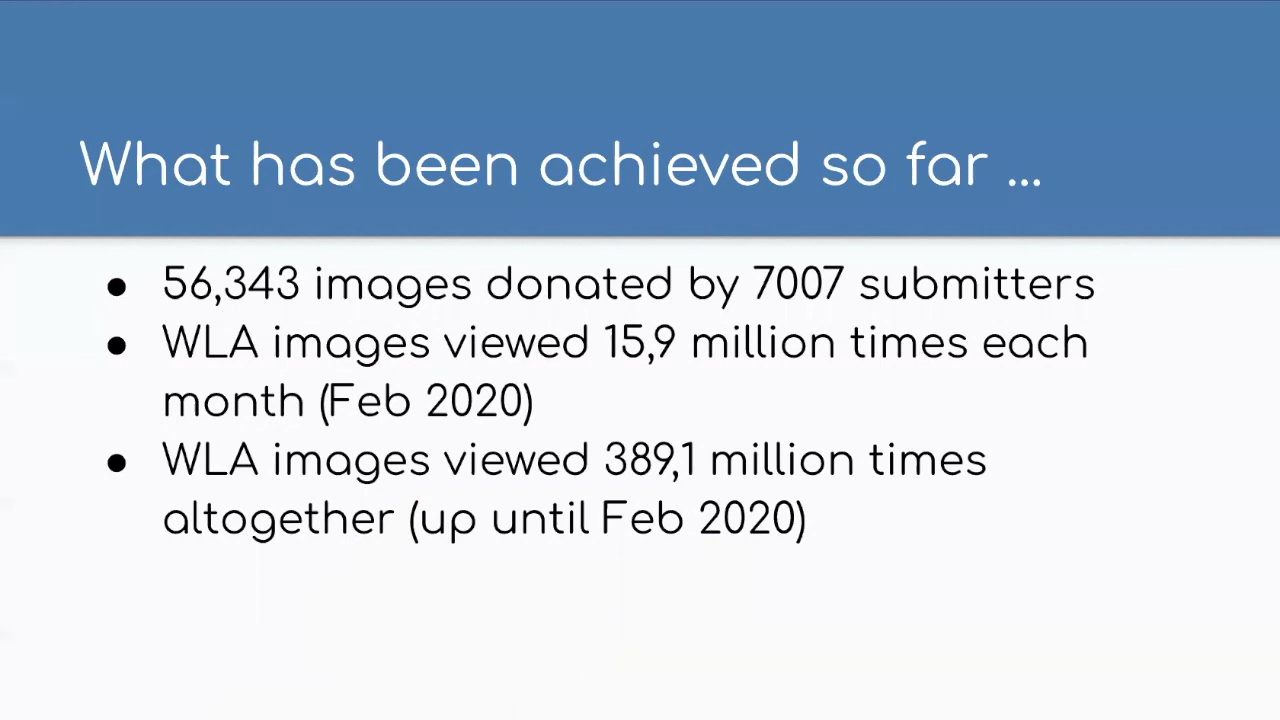 What has been achieved so far ...
● 56,343 images donated by 7007 submitters
● WLA images viewed 15,9 million times each
month (Feb 2020)
● WLA images viewed 389,1 million times
altogether (up until Feb 2020)